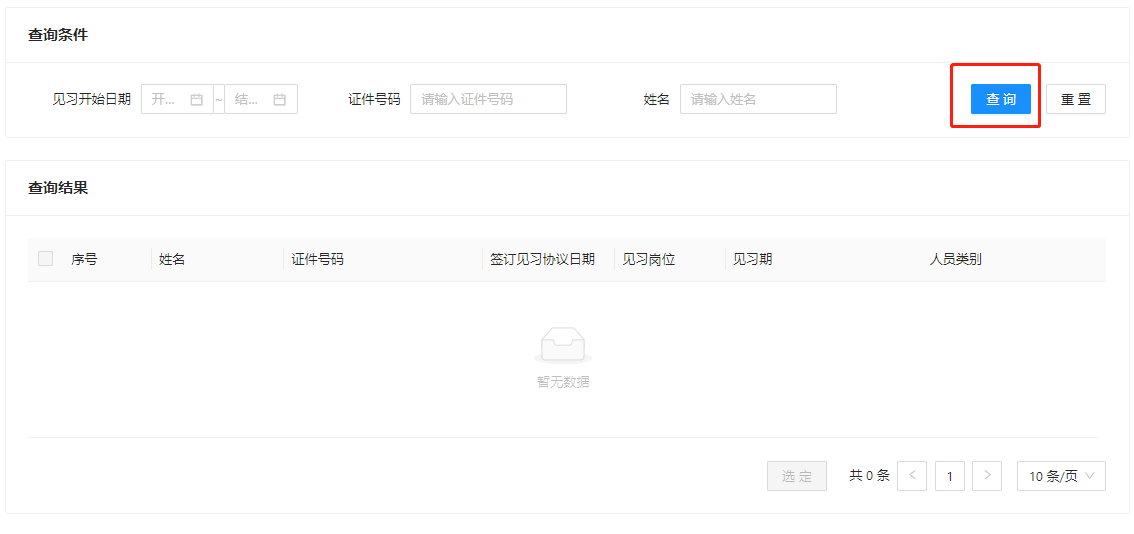 查询条件
见习开始日期 开... ~ 结... 证件号码 请输入证件号码 姓名 请输入姓名 查 询 重 置
查询结果
序号 姓名 证件号码 签订见习协议日期 见习岗位 见习期 人员类别
暂无数据
选 定 共 0 条 < 1 > 10 条/页